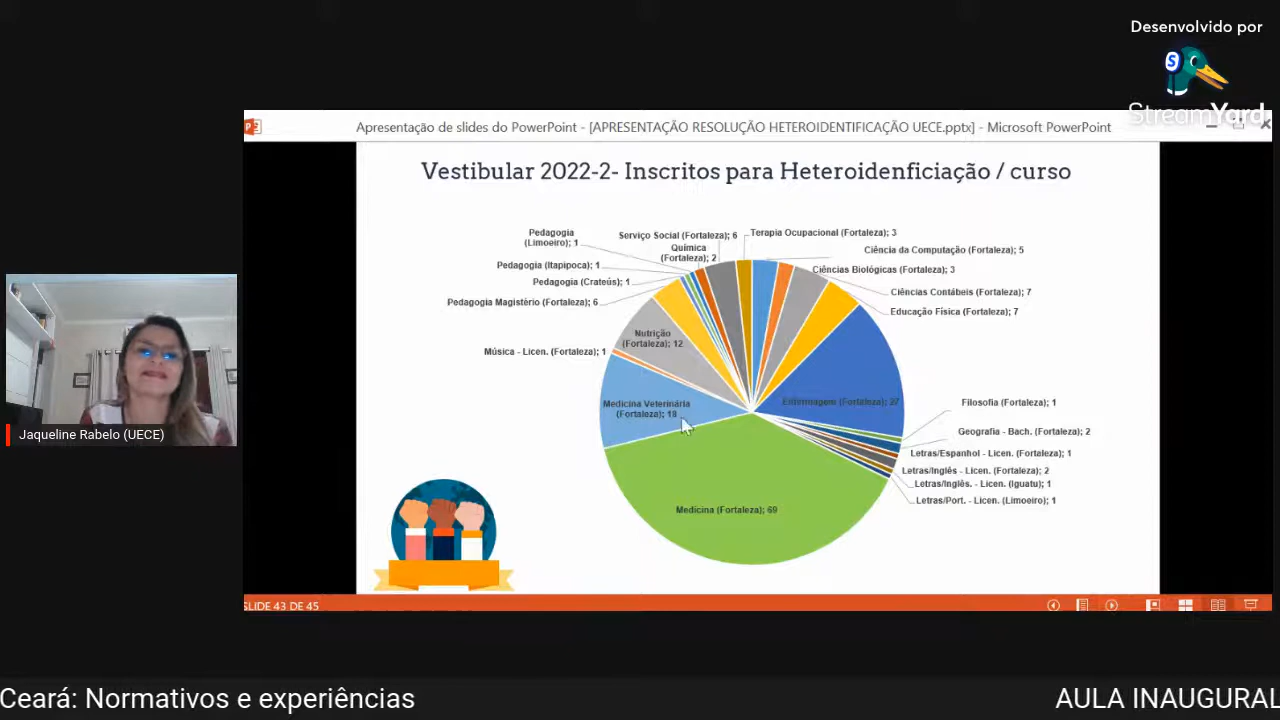 Desenvolvido por
StreamYard
Apresentação de slides do PowerPoint - [APRESENTAÇÃO RESOLUÇÃO HETEROIDENTIFICAÇÃO UECE.pptx] - Microsoft PowerPoint
Vestibular 2022-2- Inscritos para Heteroidenficiação / curso
Pedagogia
(Limoeiro); 1
Serviço Social (Fortaleza); 6
Terapia Ocupacional (Fortaleza); 3
Química
(Fortaleza); 2
Ciência da Computação (Fortaleza); 5
Pedagogia (Itapipoca); 1
Ciências Biológicas (Fortaleza); 3
Pedagogia (Crateús); 1
Ciências Contábeis (Fortaleza); 7
Pedagogia Magistério (Fortaleza); 6
Educação Física (Fortaleza); 7
Nutrição
(Fortaleza); 12
Música - Licen. (Fortaleza); 1
Medicina Veterinária
(Fortaleza); 18
Enfermagem (Fortaleza); 27
Filosofia (Fortaleza); 1
Geografia - Bach. (Fortaleza); 2
Letras/Espanhol - Licen. (Fortaleza); 1
Letras/Inglês - Licen. (Fortaleza); 2
Letras/Inglês. - Licen. (Iguatu); 1
Letras/Port. - Licen. (Limoeiro); 1
Medicina (Fortaleza); 69
Jaqueline Rabelo (UECE)
SLIDE 43 DE 45
Ceará: Normativos e experiências
AULA INAUGURAL